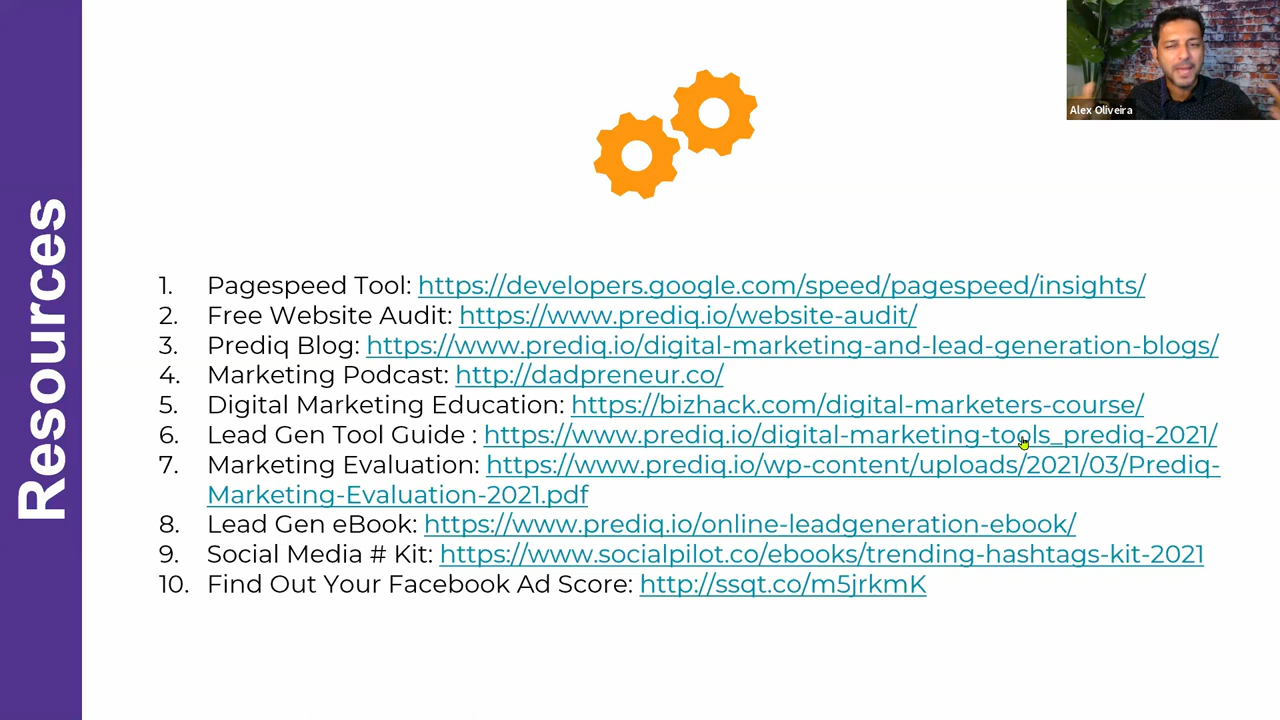 Resources
Alex Oliveira
1. Pagespeed Tool: https://developers.google.com/speed/pagespeed/insights/
2. Free Website Audit: https://www.prediq.io/website-audit/
3. Prediq Blog: https://www.prediq.io/digital-marketing-and-lead-generation-blogs/
4. Marketing Podcast: http://dadpreneur.co/
5. Digital Marketing Education: https://bizhack.com/digital-marketers-course/
6. Lead Gen Tool Guide : https://www.prediq.io/digital-marketing-tools_prediq-2021/
7. Marketing Evaluation: https://www.prediq.io/wp-content/uploads/2021/03/Prediq-
Marketing-Evaluation-2021.pdf
8. Lead Gen eBook: https://www.prediq.io/online-leadgeneration-ebook/
9. Social Media # Kit: https://www.socialpilot.co/ebooks/trending-hashtags-kit-2021
10. Find Out Your Facebook Ad Score: http://ssqt.co/m5jrkmK